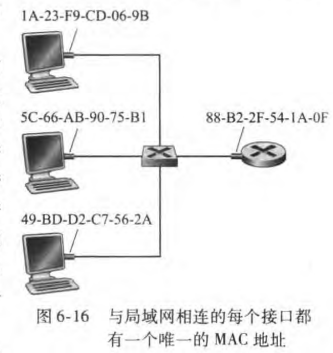 1A-23-F9-CD-06-9B
5C-66-AB-90-75-B1
88-B2-2F-54-1A-0F
49-BD-D2-C7-56-2A
图 6-16 与局域网相连的每个接口都
有一个唯一的 MAC 地址